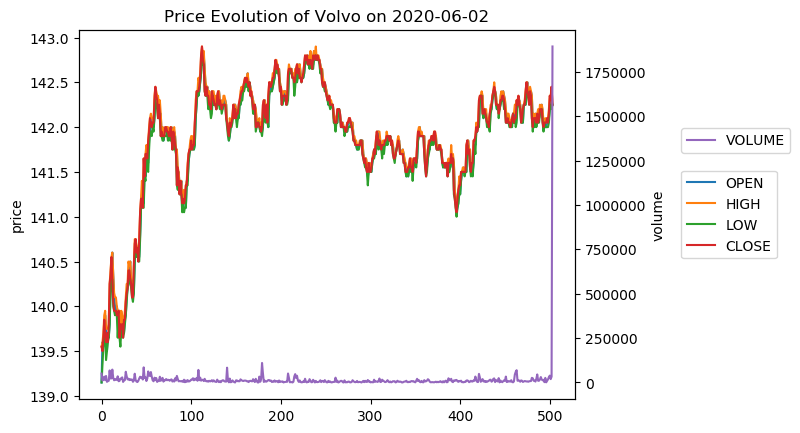 Price Evolution of Volvo on 2020-06-02
143.0
142.5
142.0
141.5
141.0
140.5
140.0
139.5
139.0
price
0
100
200
300
400
500
1750000
1500000
1250000
1000000
750000
500000
250000
0
volume
VOLUME
OPEN
HIGH
LOW
CLOSE